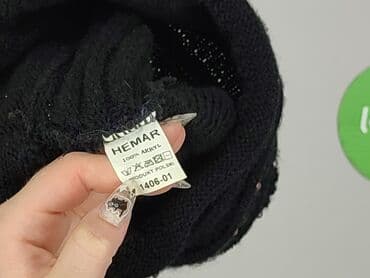 HEMAR
100% AKRYL
PRODUKT POLSKI
1406-01